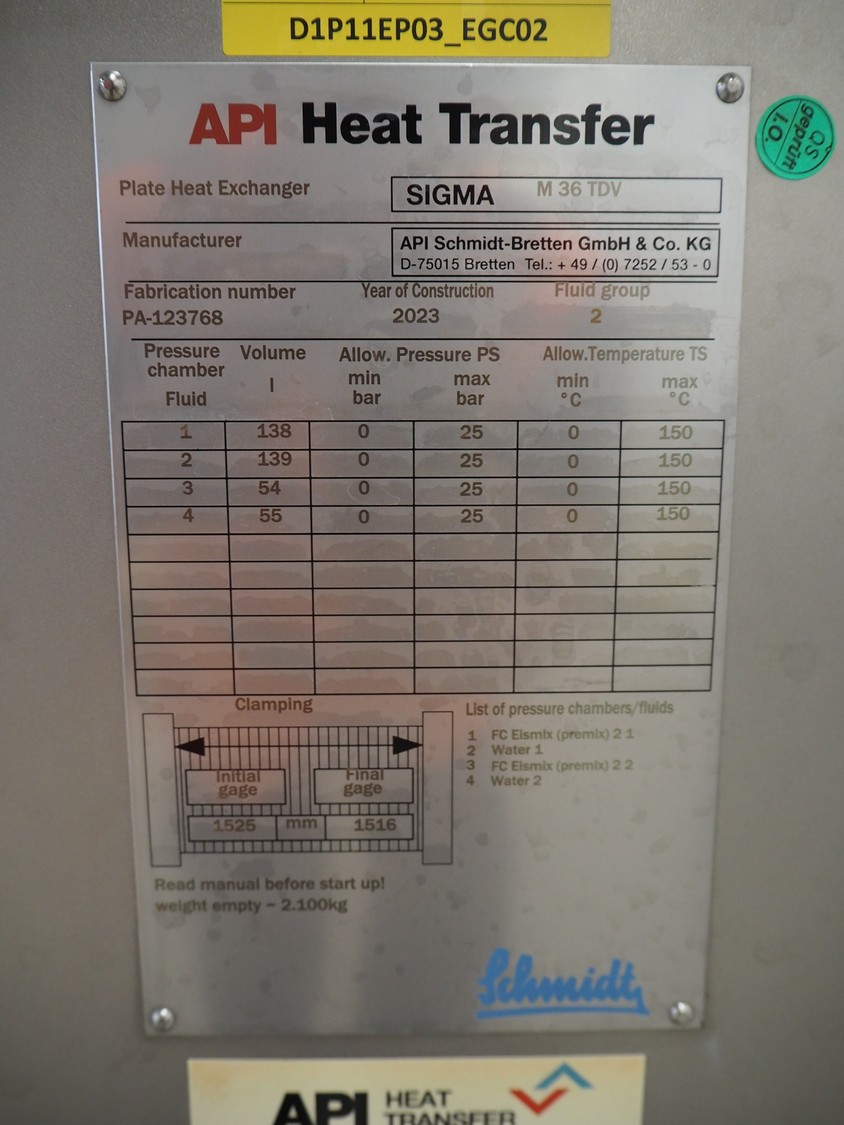 D1P11EP03_EGC02
API Heat Transfer
QS
geprüft
i.O.
Plate Heat Exchanger SIGMA M 36 TDV
Manufacturer API Schmidt-Bretten GmbH & Co. KG
D-75015 Bretten Tel.: + 49 / (0) 7252 / 53 - 0
Fabrication number Year of Construction Fluid group
PA-123768 2023 2
Pressure chamber Volume Allow. Pressure PS Allow.Temperature TS
Fluid l min bar max bar min °C max °C
1 138 0 25 0 150
2 139 0 25 0 150
3 54 0 25 0 150
4 55 0 25 0 150
Clamping
Initial gage Final gage
1525 mm 1516
List of pressure chambers/fluids
1 FC Eismix (premix) 2 1
2 Water 1
3 FC Eismix (premix) 2 2
4 Water 2
Read manual before start up!
weight empty ~ 2.100kg
Schmidt
API HEAT
TRANSFER